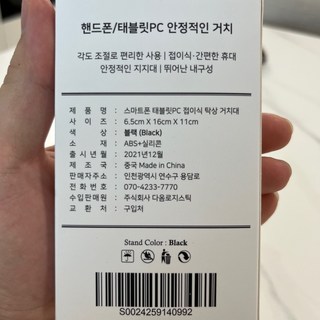 핸드폰/태블릿PC 안정적인 거치
각도 조절로 편리한 사용 | 접이식·간편한 휴대
안정적인 지지대 | 뛰어난 내구성
제품명 : 스마트폰 태블릿PC 접이식 탁상 거치대
사이즈 : 6.5cm X 16cm X 11cm
색상 : 블랙 (Black)
소재 : ABS+실리콘
출시년월 : 2021년12월
제조국 : 중국 Made in China
판매자주소 : 인천광역시 연수구 용담로
전화번호 : 070-4233-7770
수입판매원 : 주식회사 다옴로지스틱
교환처 : 구입처
Stand Color : Black
S0024259140992